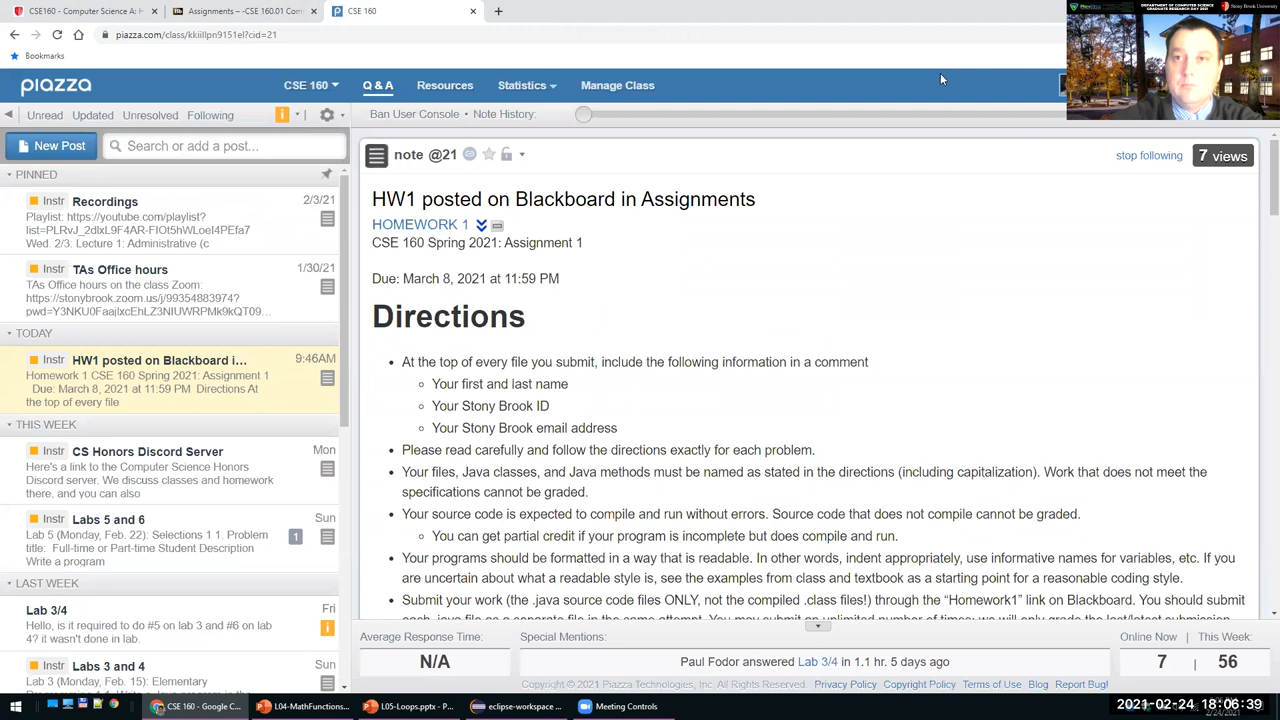 CSE160 - Computer Science A:
Assignments – -CSE 160.01 Com
CSE 160
piazza.com/class/kkiillpn9151el?cid=21
Bookmarks
DEPARTMENT OF COMPUTER SCIENCE
GRADUATE RESEARCH DAY 2021
Stony Brook University
piazza
CSE 160
Q & A
Resources
Statistics
Manage Class
Unread
Updated
Unresolved
Following
Ban User Console • Note History:
New Post
Search or add a post...
PINNED
Instr Recordings 2/3/21
Playlist: https://youtube.com/playlist?
list=PLRvJ_2dlxL9F4AR-FIOt5hWLoel4PEfa7
Wed. 2/3: Lecture 1: Administrative (c
Instr TAs Office hours 1/30/21
TAs Office hours on the class Zoom:
https://stonybrook.zoom.us/j/99354883974?
pwd=Y3NKU0FaajlxcEhLZ3NIUWRPMk9kQT09...
TODAY
Instr HW1 posted on Blackboard i... 9:46AM
Homework 1 CSE 160 Spring 2021: Assignment 1
Due: March 8, 2021 at 11:59 PM Directions At
the top of every file
THIS WEEK
Instr CS Honors Discord Server Mon
Here's a link to the Computer Science Honors
Discord server. We discuss classes and homework
there, and you can also
Instr Labs 5 and 6 Sun
Lab 5 (Monday, Feb. 22): Selections 1 1. Problem
title: Full-time or Part-time Student Description
Write a program
1
LAST WEEK
Lab 3/4 Fri
Hello, is it required to do #5 on lab 3 and #6 on lab
4? it wasn't done in lab.
Instr Labs 3 and 4 Sun
Lab 3 (Monday, Feb. 15): Elementary
note @21
stop following
7 views
HW1 posted on Blackboard in Assignments
HOMEWORK 1
CSE 160 Spring 2021: Assignment 1
Due: March 8, 2021 at 11:59 PM
Directions
• At the top of every file you submit, include the following information in a comment
Your first and last name
Your Stony Brook ID
Your Stony Brook email address
• Please read carefully and follow the directions exactly for each problem.
• Your files, Java classes, and Java methods must be named as stated in the directions (including capitalization). Work that does not meet the
specifications cannot be graded.
• Your source code is expected to compile and run without errors. Source code that does not compile cannot be graded.
You can get partial credit if your program is incomplete but does compile and run.
• Your programs should be formatted in a way that is readable. In other words, indent appropriately, use informative names for variables, etc. If you
are uncertain about what a readable style is, see the examples from class and textbook as a starting point for a reasonable coding style.
• Submit your work (the .java source code files ONLY, not the compiled .class files!) through the “Homework1” link on Blackboard. You should submit
Average Response Time:
Special Mentions:
Online Now | This Week:
N/A
Paul Fodor answered Lab 3/4 in 1.1 hr. 5 days ago
7 | 56
Copyright © 2021 Piazza Technologies, Inc. All Rights Reserved. Privacy Policy Copyright Policy Terms of Use Blog Report Bug!
CSE 160 - Google C...
L04-MathFunctions...
L05-Loops.pptx - P...
eclipse-workspace ...
Meeting Controls
2021-02-24 18:06:39